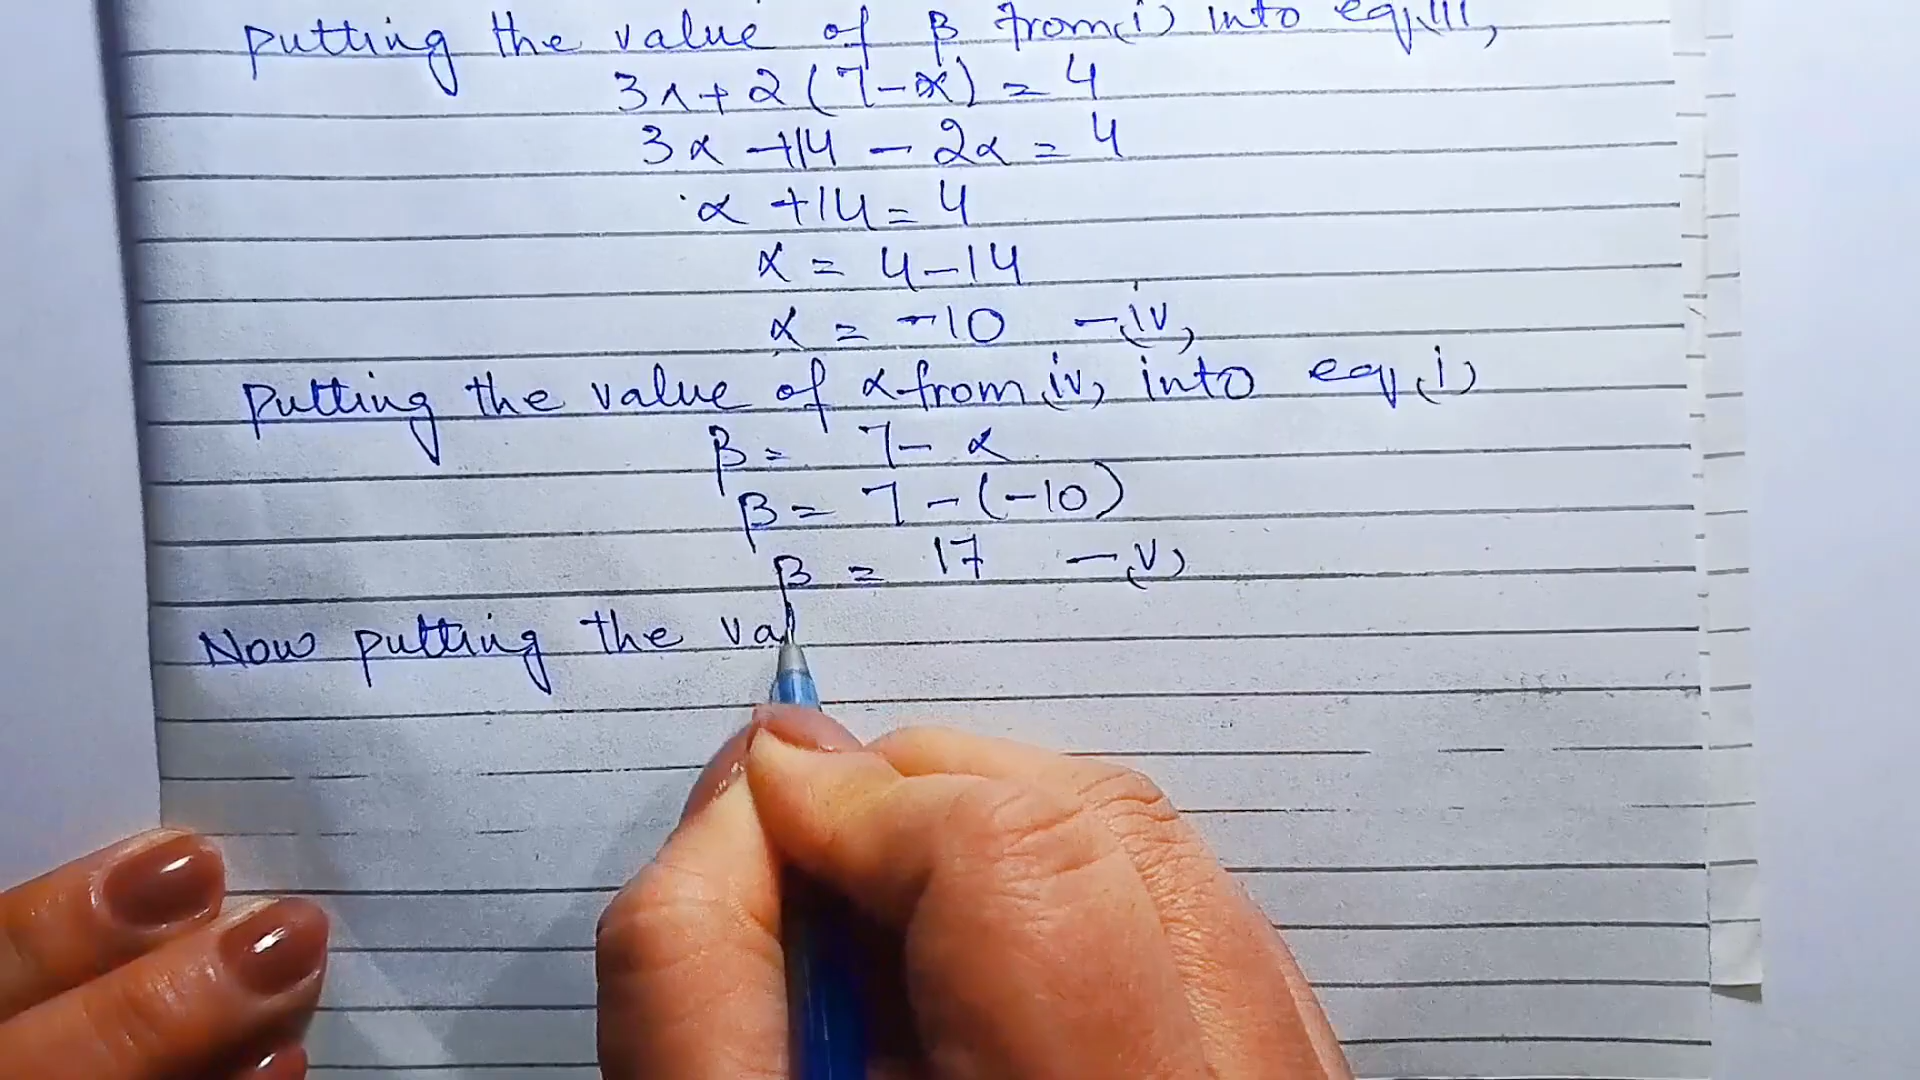 putting the value of β from (i) into eq (iii),
3α + 2 (7 - α) = 4
3α + 14 - 2α = 4
α + 14 = 4
α = 4 - 14
α = -10 - (iv)
putting the value of α from (iv) into eq (i)
β = 7 - α
β = 7 - (-10)
β = 17 - (v)
Now putting the val